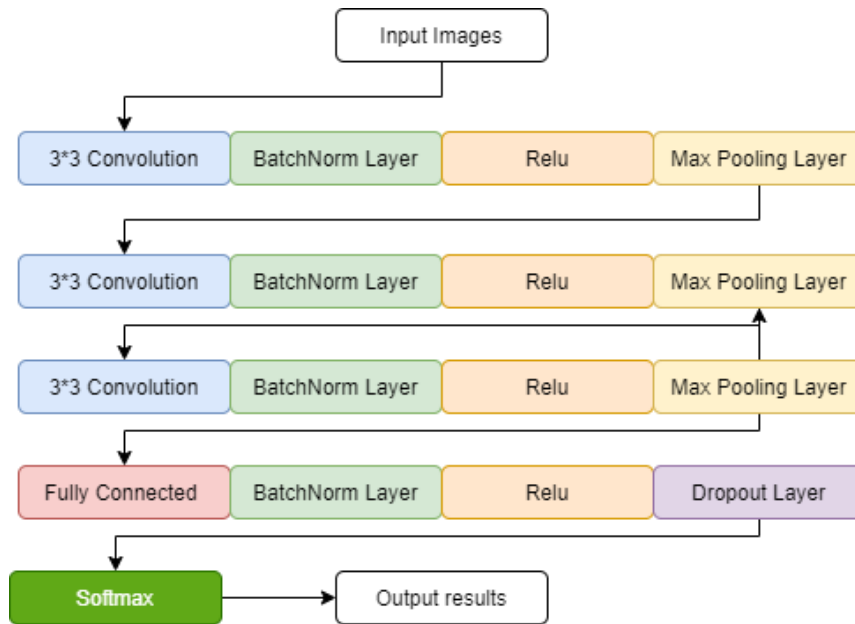 Input Images
3*3 Convolution BatchNorm Layer Relu Max Pooling Layer
3*3 Convolution BatchNorm Layer Relu Max Pooling Layer
3*3 Convolution BatchNorm Layer Relu Max Pooling Layer
Fully Connected BatchNorm Layer Relu Dropout Layer
Softmax Output results